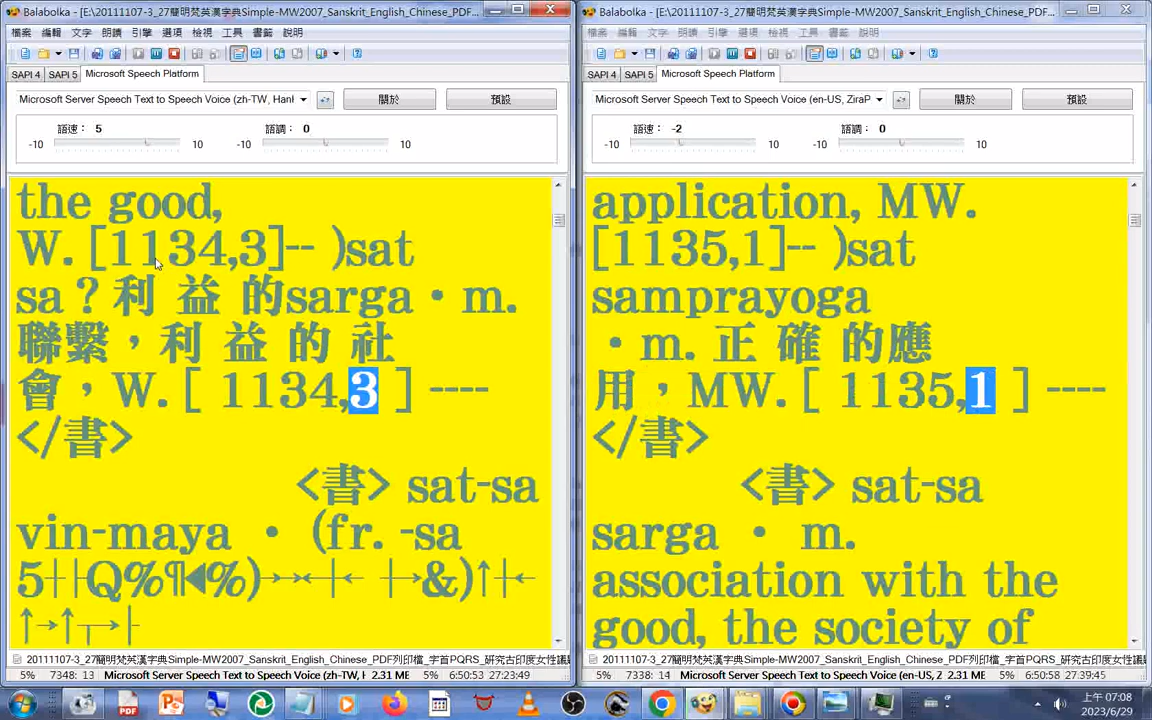 Balabolka - [E:\20111107-3_27簡明梵英漢字典Simple-MW2007_Sanskrit_English_Chinese_PDF...
檔案 編輯 文字 朗讀 引擎 選項 檢視 工具 書籤 說明
SAPI 4 SAPI 5 Microsoft Speech Platform
Microsoft Server Speech Text to Speech Voice (zh-TW, Hanl
關於 預設
語速： 5 語調： 0
-10 10 -10 10
the good,
W. [1134,3]-- )sat
sa？利 益 的sarga・m.
聯繫，利 益 的 社
會，W. [ 1134,3 ] ----
</書>
<書> sat-sa
vin-maya ・ (fr. -sa
5┼├Q%¶◀%)→→←┼← ┼→&)↑┼←
↑→↑┬→├
20111107-3_27簡明梵英漢字典Simple-MW2007_Sanskrit_English_Chinese_PDF列印檔_字首PQRS_研究古印度女性議題
5% 7348: 13 Microsoft Server Speech Text to Speech Voice (zh-TW, H 2.31 ME 5% 6:50:53 27:23:49
Balabolka - [E:\20111107-3_27簡明梵英漢字典Simple-MW2007_Sanskrit_English_Chinese_PDF...
檔案 編輯 文字 朗讀 引擎 選項 檢視 工具 書籤 說明
SAPI 4 SAPI 5 Microsoft Speech Platform
Microsoft Server Speech Text to Speech Voice (en-US, ZiraP
關於 預設
語速： -2 語調： 0
-10 10 -10 10
application, MW.
[1135,1]-- )sat
samprayoga
・m. 正 確 的應
用，MW. [ 1135,1 ] ----
</書>
<書> sat-sa
sarga ・ m.
association with the
good, the society of
20111107-3_27簡明梵英漢字典Simple-MW2007_Sanskrit_English_Chinese_PDF列印檔_字首PQRS_研究古印度女性議題
5% 7338: 14 Microsoft Server Speech Text to Speech Voice (en-US, Z 2.31 ME 5% 6:50:58 27:39:45
PDF
上午 07:08
2023/6/29